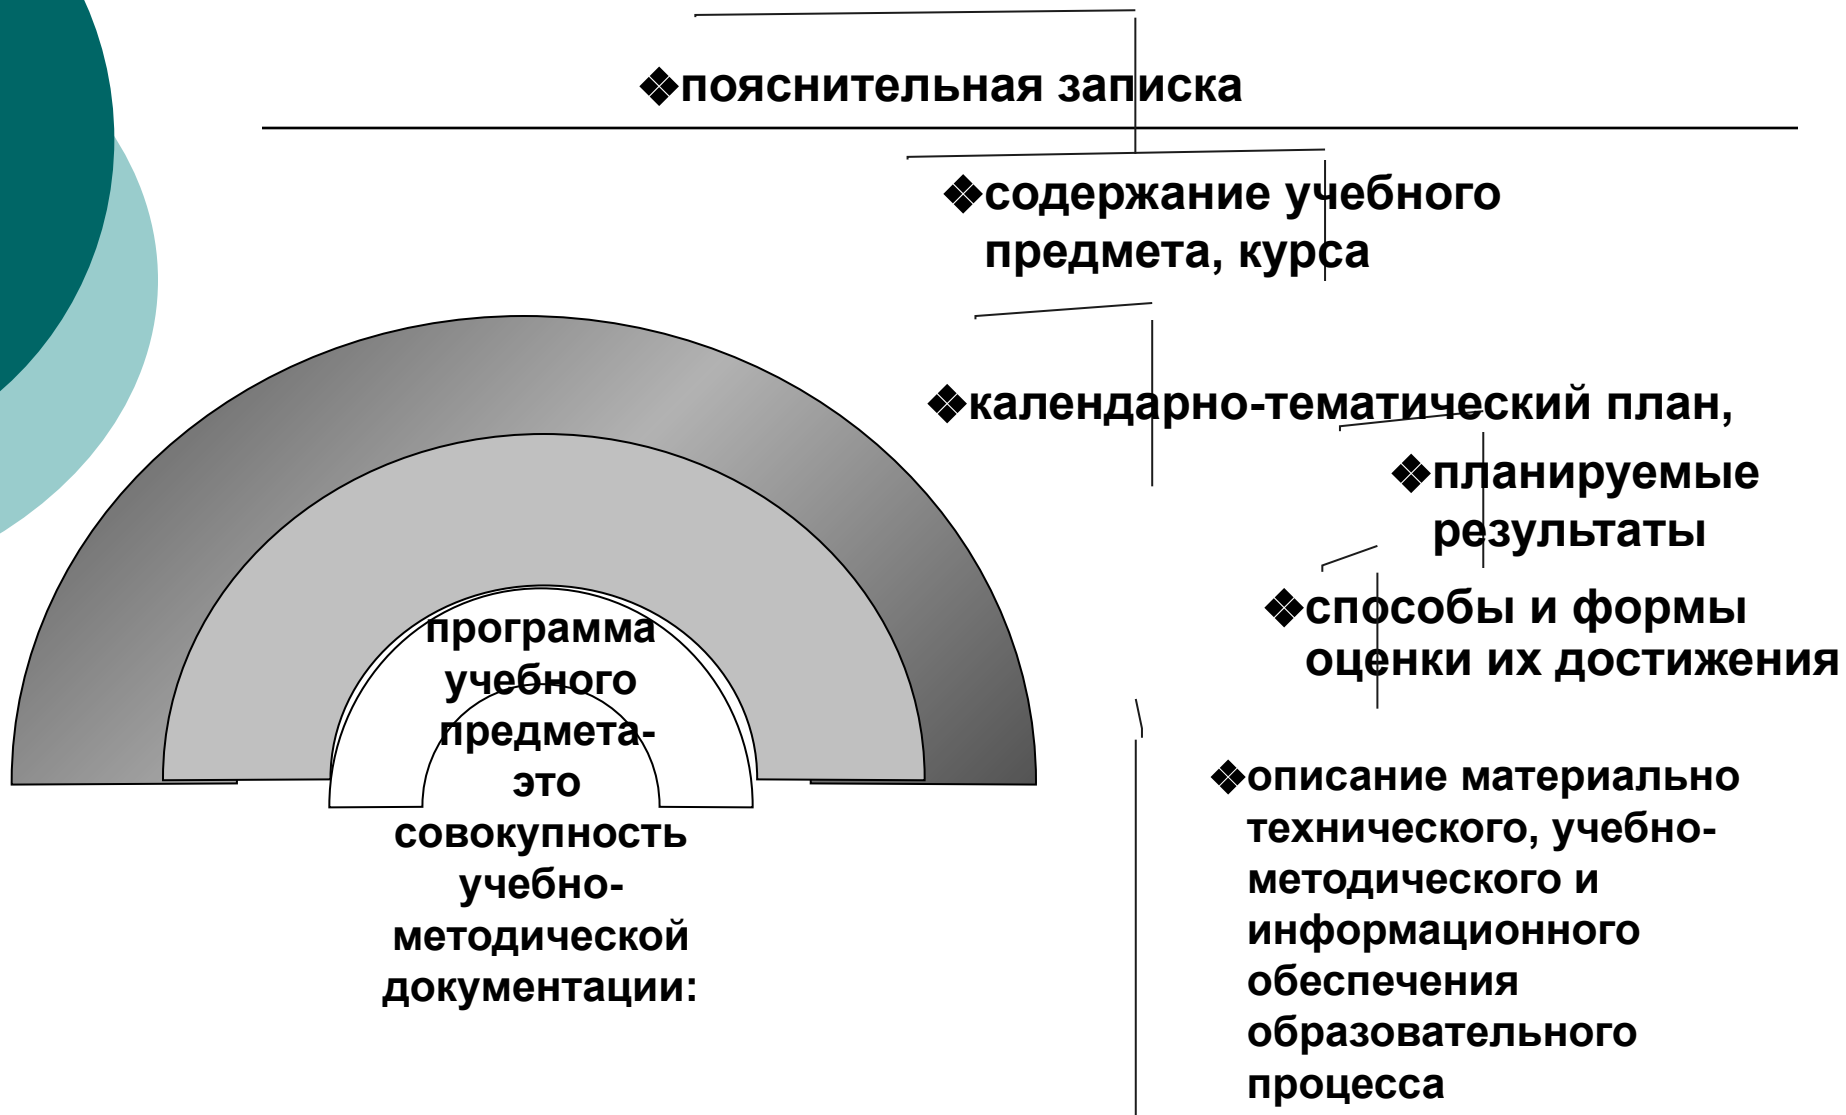 ❖пояснительная записка
❖содержание учебного
предмета, курса
❖календарно-тематический план,
❖планируемые
результаты
❖способы и формы
оценки их достижения
❖описание материально
технического, учебно-
методического и
информационного
обеспечения
образовательного
процесса
программа
учебного
предмета-
это
совокупность
учебно-
методической
документации: